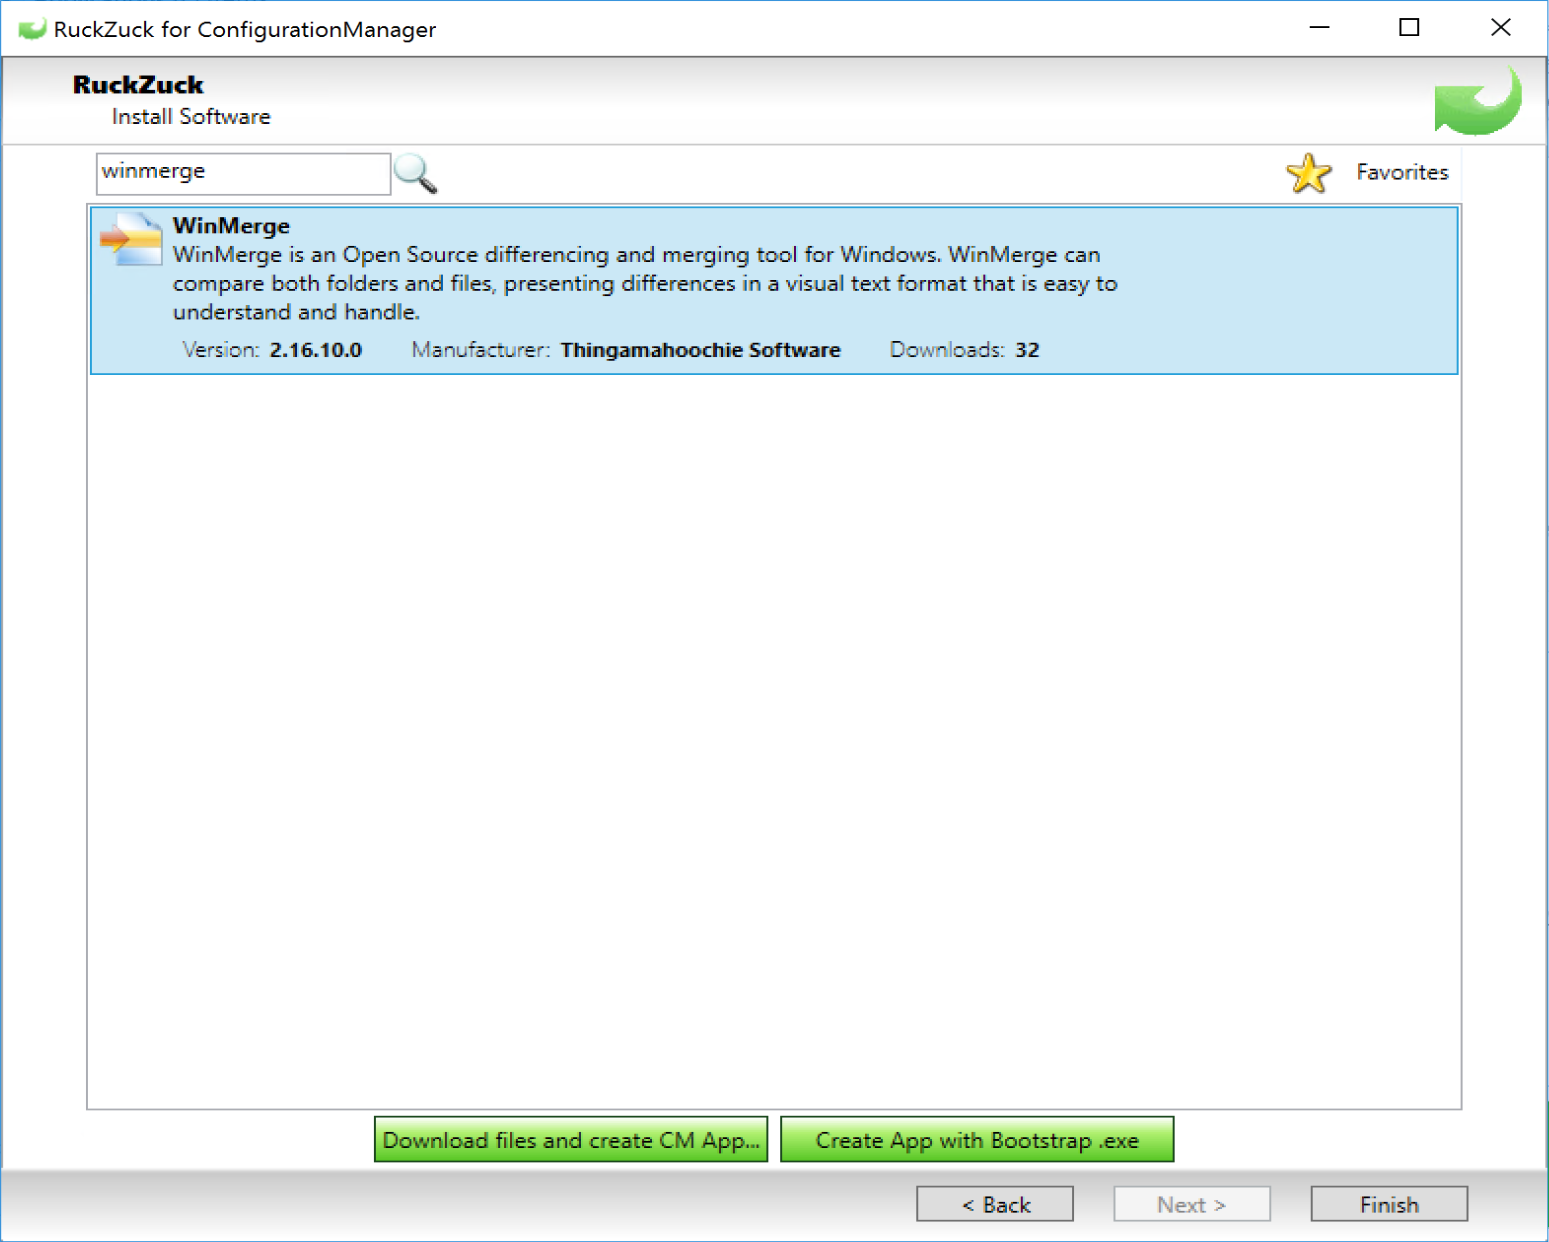 RuckZuck for ConfigurationManager
RuckZuck
Install Software
winmerge
Favorites
WinMerge
WinMerge is an Open Source differencing and merging tool for Windows. WinMerge can
compare both folders and files, presenting differences in a visual text format that is easy to
understand and handle.
Version: 2.16.10.0 Manufacturer: Thingamahoochie Software Downloads: 32
Download files and create CM App... Create App with Bootstrap .exe
< Back Next > Finish